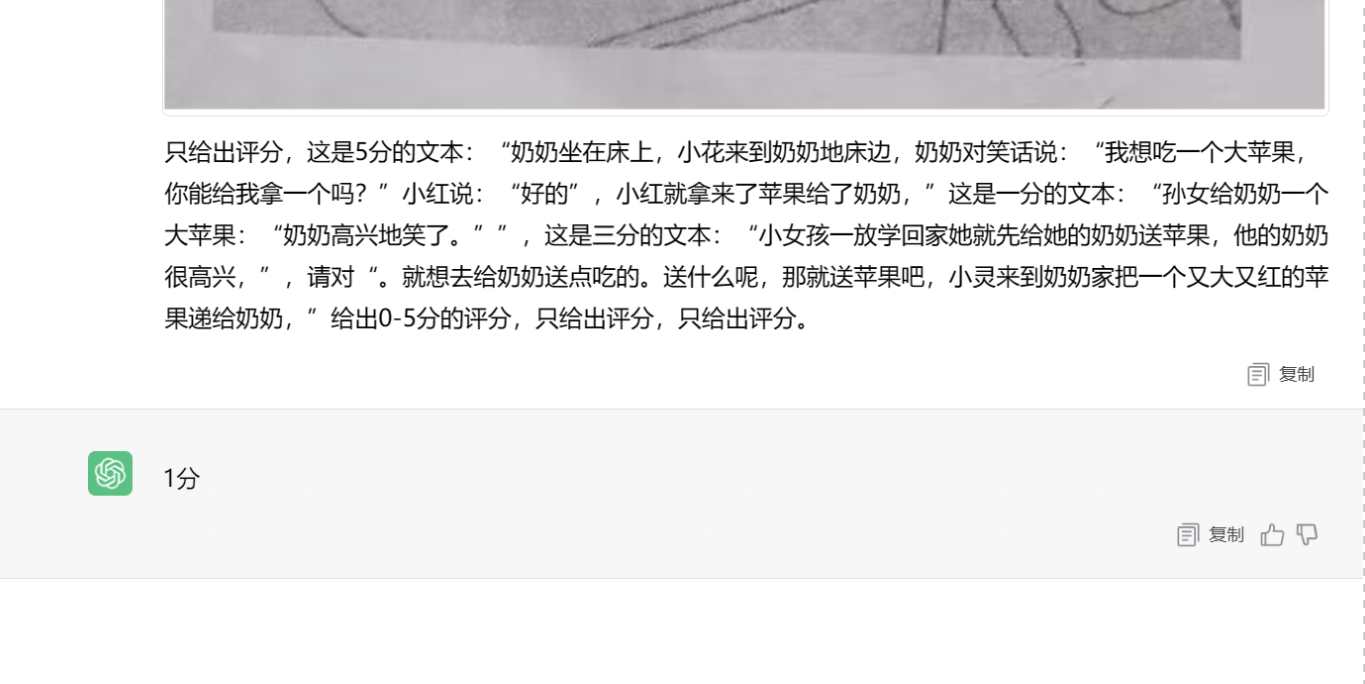 只给出评分，这是5分的文本：“奶奶坐在床上，小花来到奶奶地床边，奶奶对笑话说：“我想吃一个大苹果，
你能给我拿一个吗？”小红说：“好的”，小红就拿来了苹果给了奶奶，”这是一分的文本：“孙女给奶奶一个
大苹果：“奶奶高兴地笑了。””，这是三分的文本：“小女孩一放学回家她就先给她的奶奶送苹果，他的奶奶
很高兴，”，请对“。就想去给奶奶送点吃的。送什么呢，那就送苹果吧，小灵来到奶奶家把一个又大又红的苹
果递给奶奶，”给出0-5分的评分，只给出评分，只给出评分。
复制
1分
复制